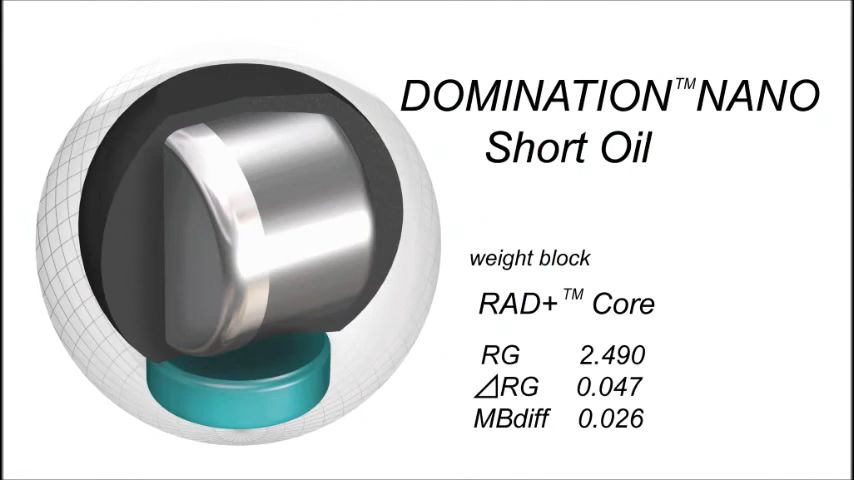 DOMINATION™NANO
Short Oil
weight block
RAD+™ Core
RG 2.490
⊿RG 0.047
MBdiff 0.026